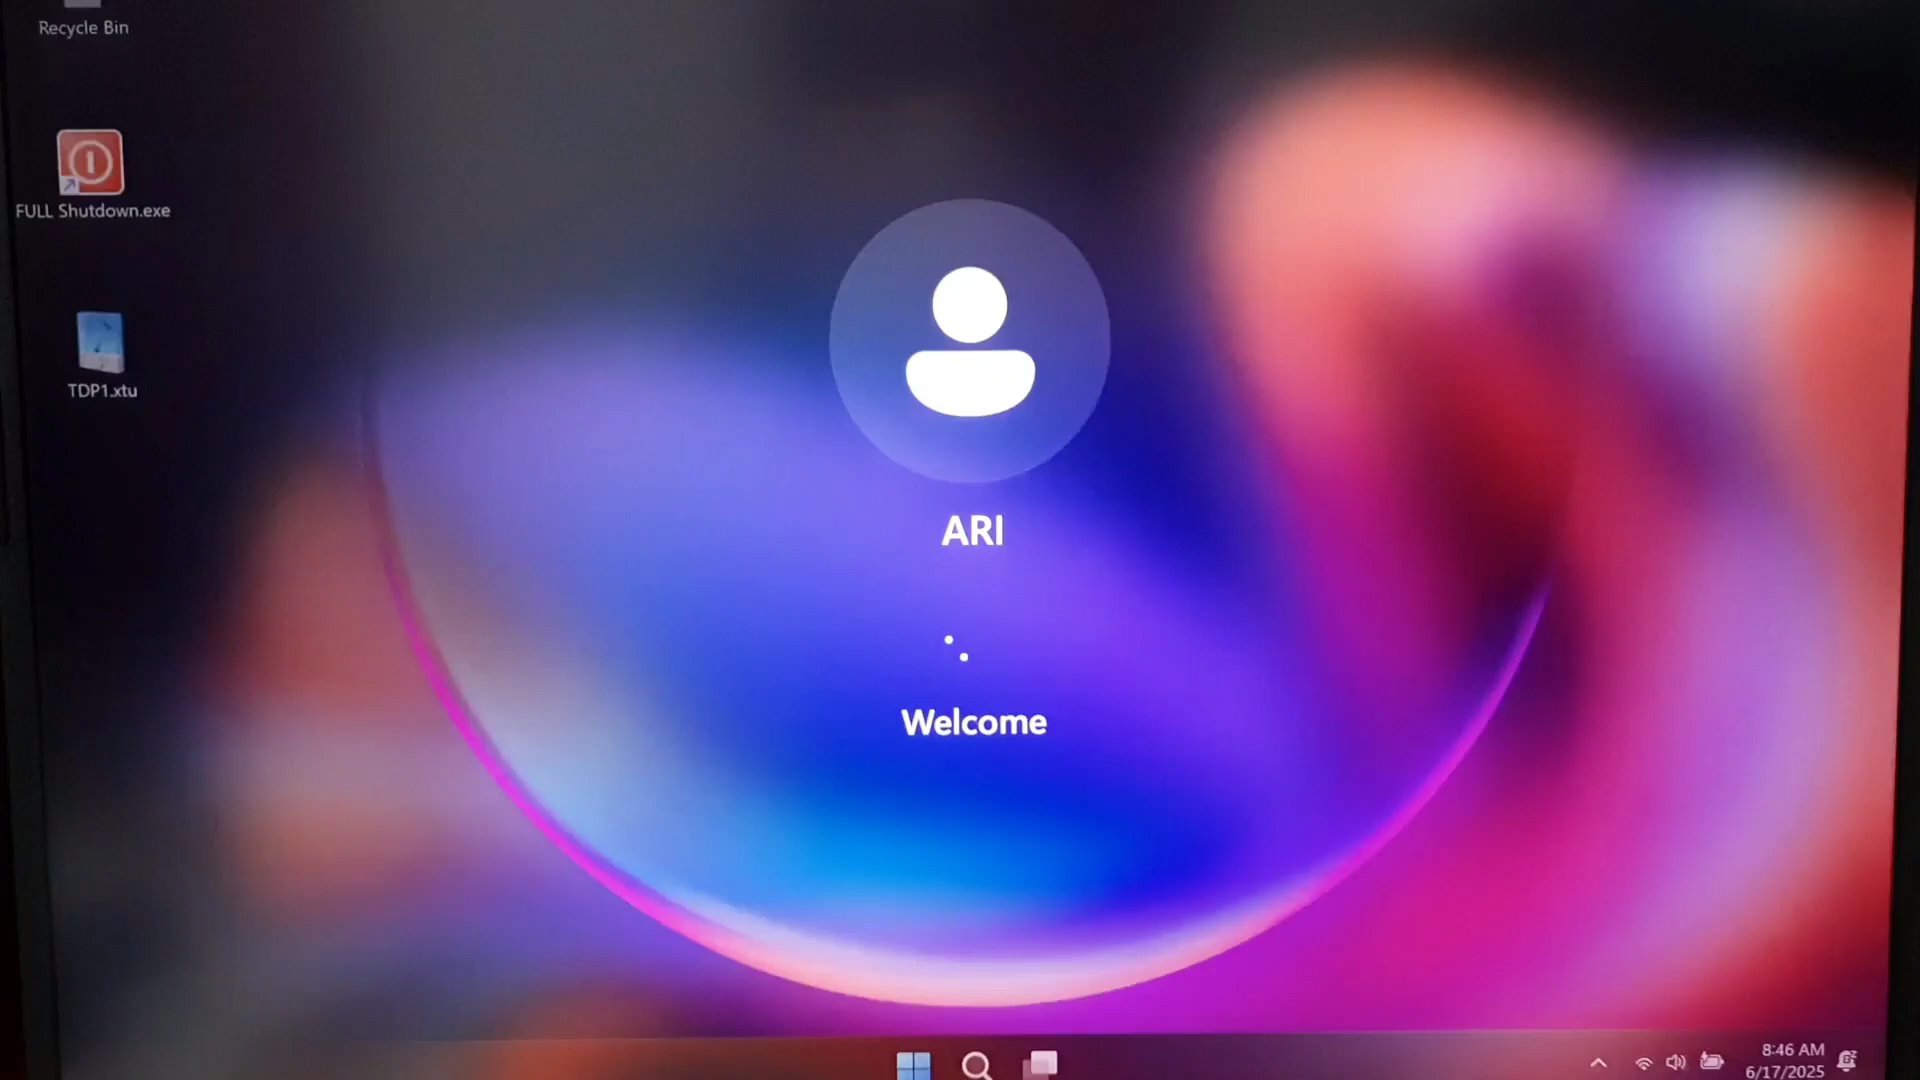 Recycle Bin
FULL Shutdown.exe
TDP1.xtu
ARI
Welcome
8:46 AM
6/17/2025